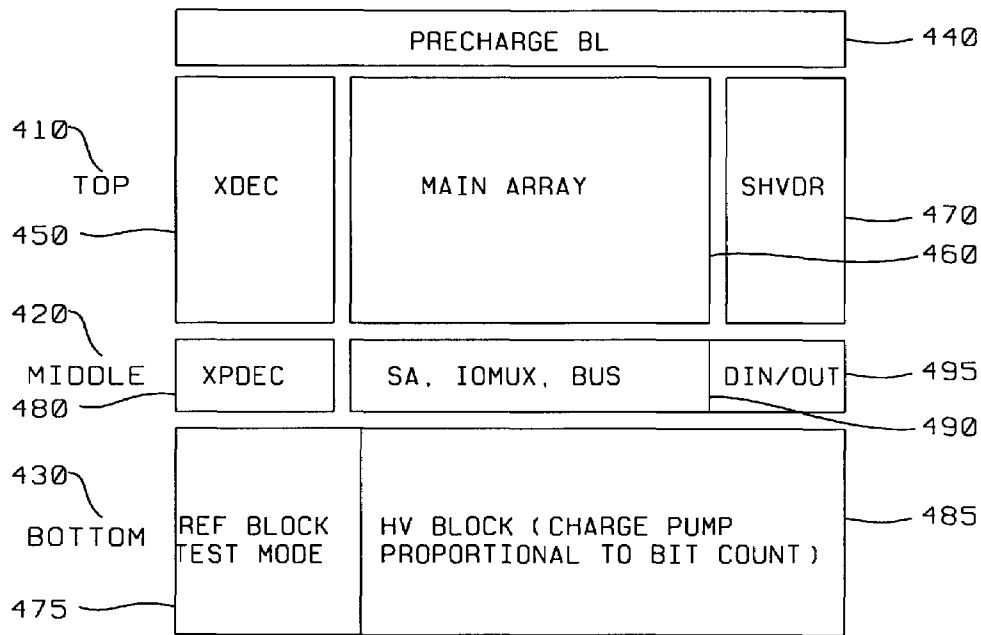 PRECHARGE BL
440
410
TOP
XDEC
MAIN ARRAY
SHVDR
470
450
460
420
MIDDLE
XPDEC
SA, IOMUX, BUS
DIN/OUT
495
480
490
430
BOTTOM
REF BLOCK
TEST MODE
HV BLOCK (CHARGE PUMP
PROPORTIONAL TO BIT COUNT)
485
475